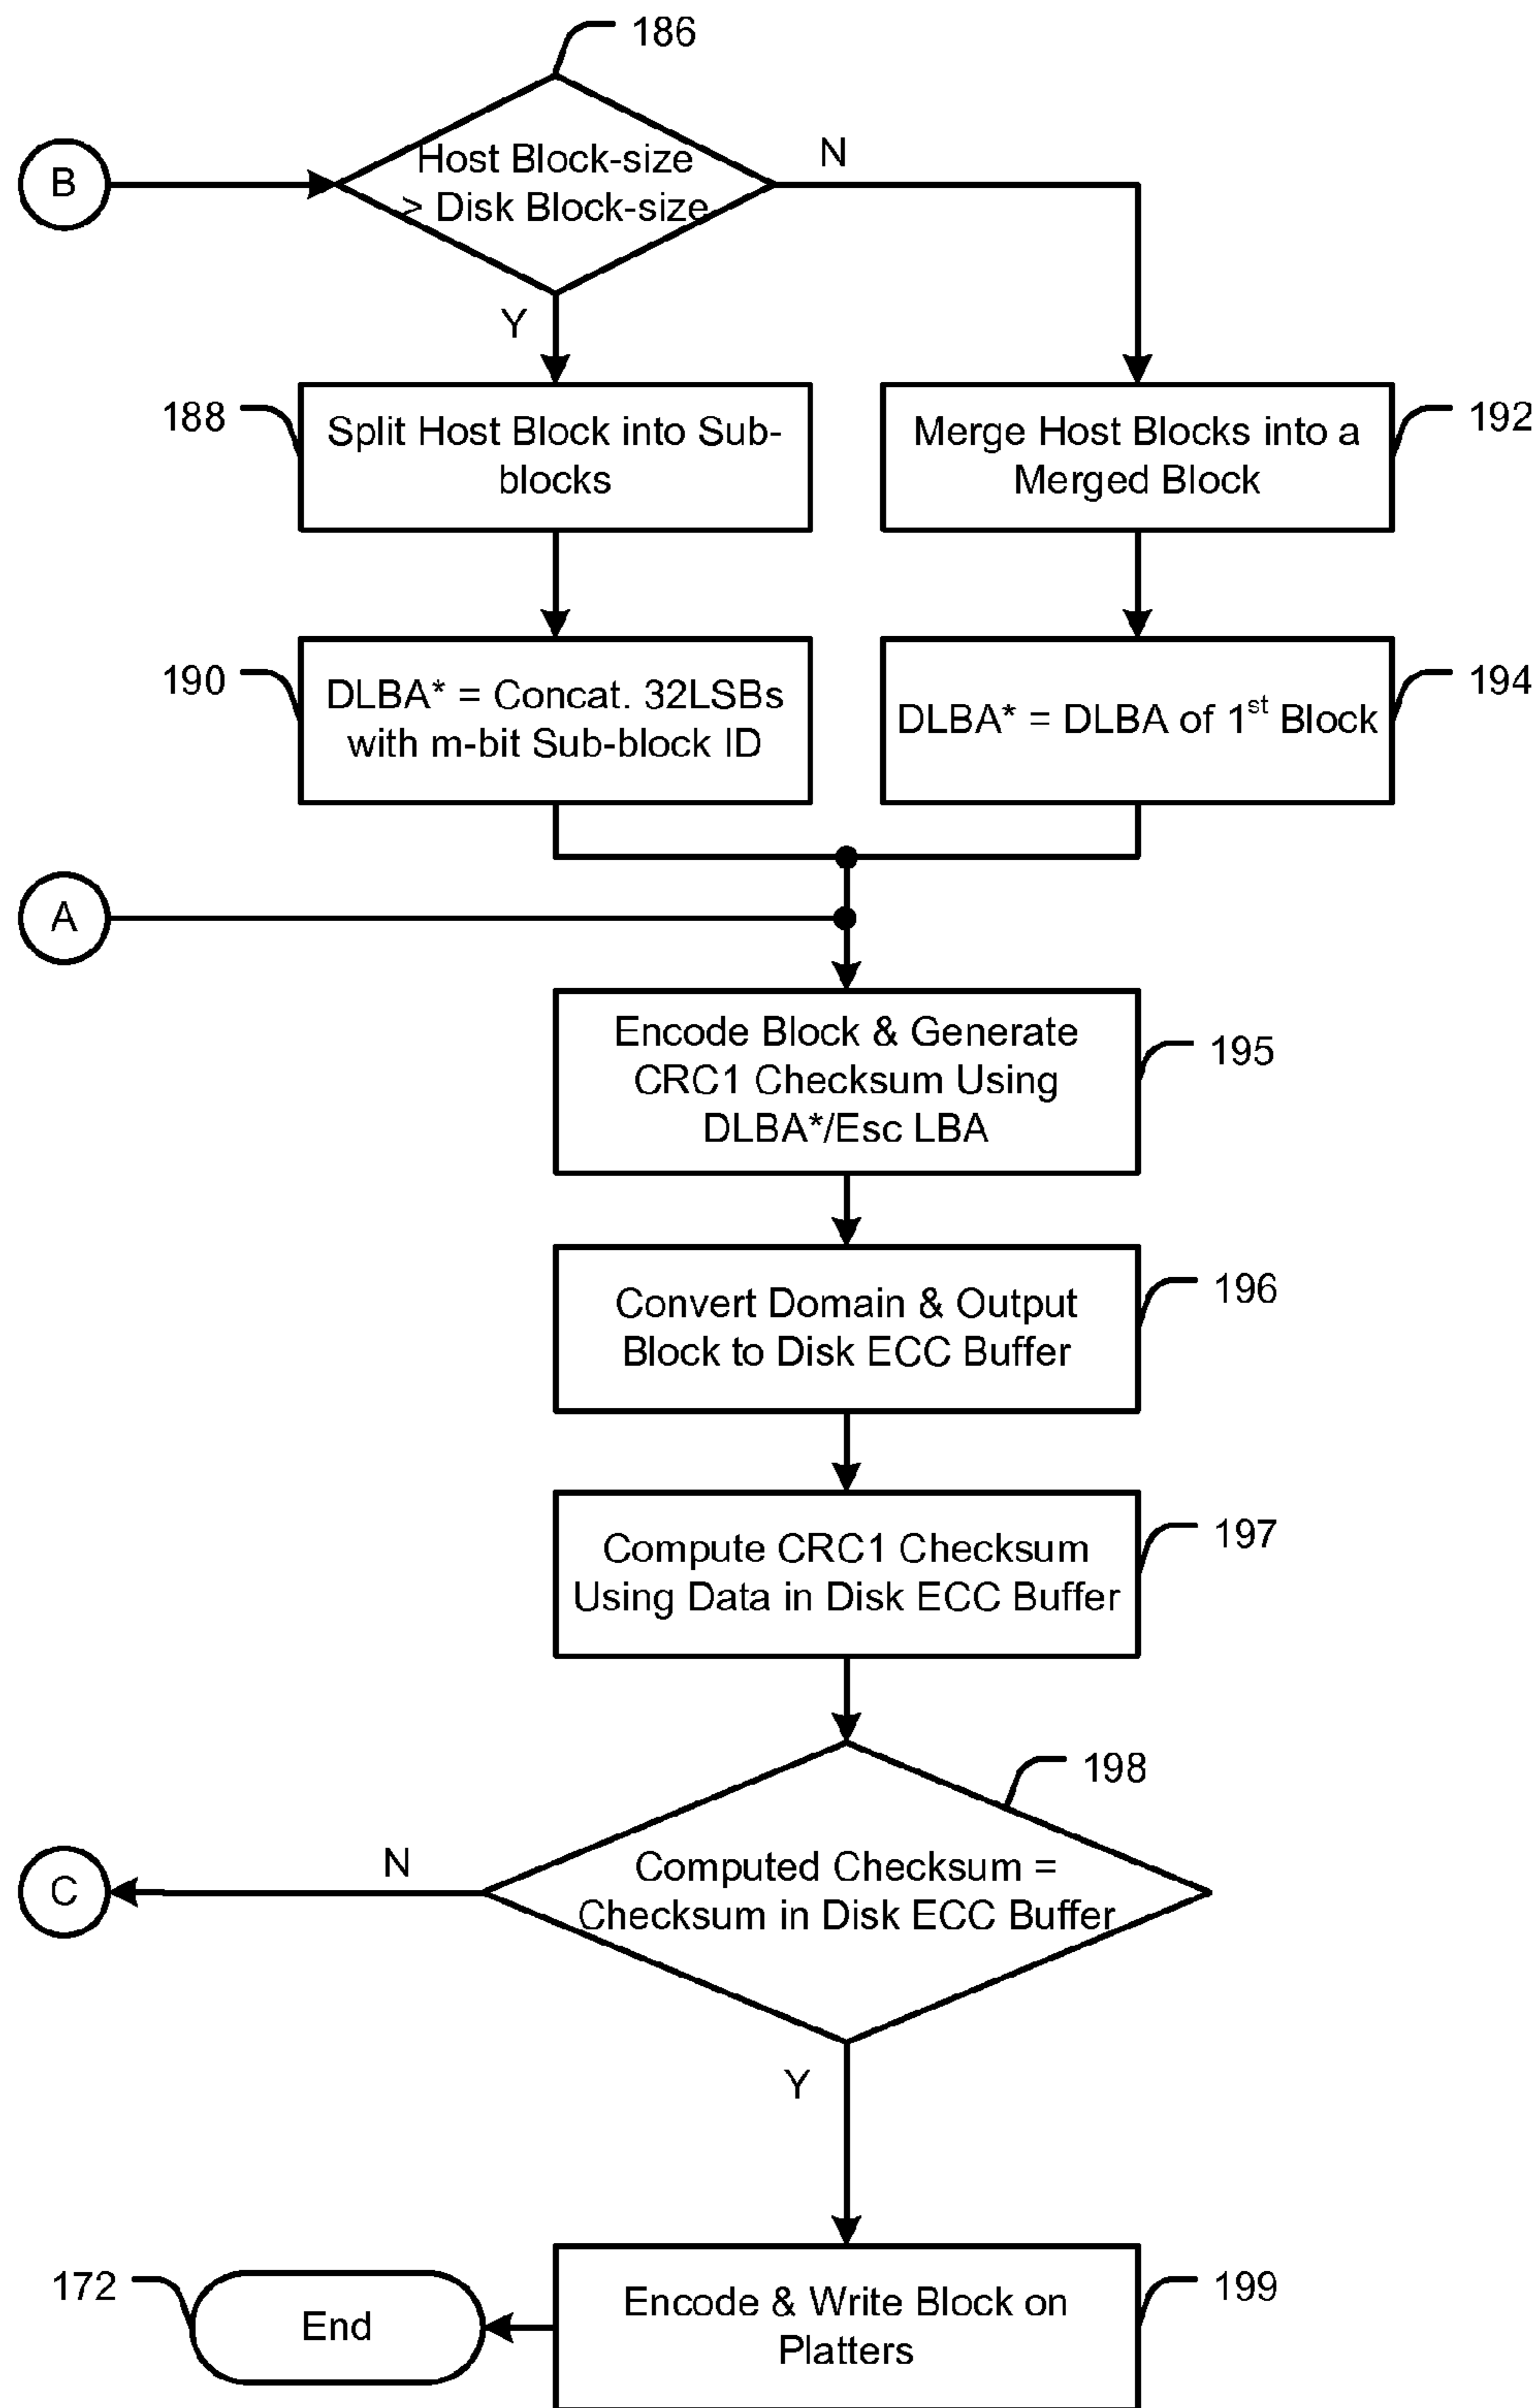 186
B
Host Block-size
> Disk Block-size
N
Y
188
Split Host Block into Sub-
blocks
Merge Host Blocks into a
Merged Block
192
190
DLBA* = Concat. 32LSBs
with m-bit Sub-block ID
DLBA* = DLBA of 1st Block
194
A
Encode Block & Generate
CRC1 Checksum Using
DLBA*/Esc LBA
195
Convert Domain & Output
Block to Disk ECC Buffer
196
Compute CRC1 Checksum
Using Data in Disk ECC Buffer
197
198
C
N
Computed Checksum =
Checksum in Disk ECC Buffer
Y
172
End
Encode & Write Block on
Platters
199